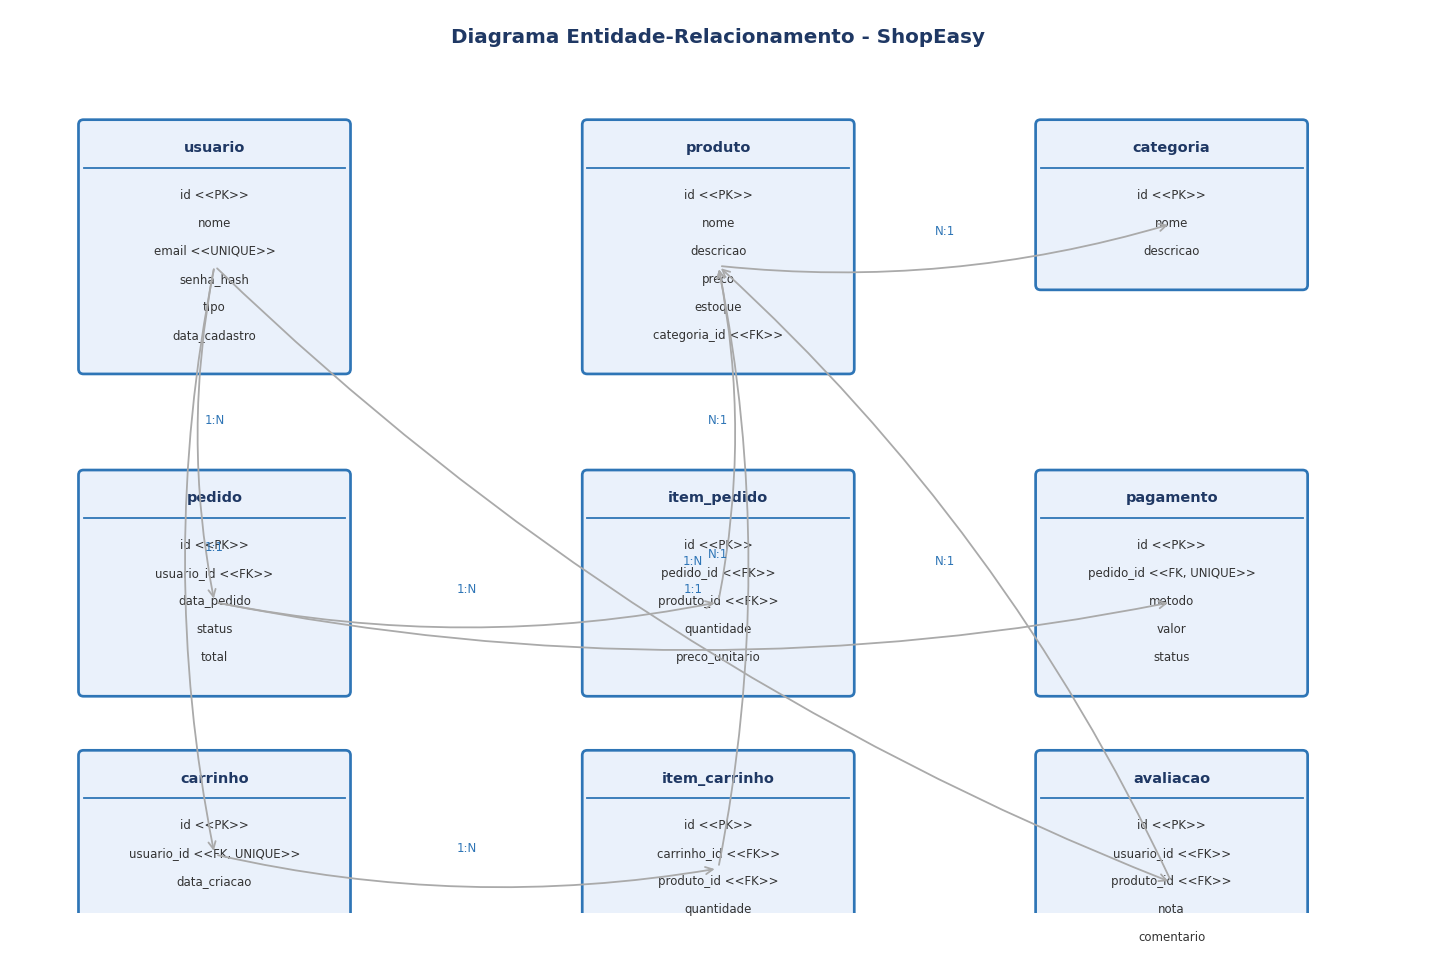 Diagrama Entidade-Relacionamento - ShopEasy
usuario
id <<PK>>
nome
email <<UNIQUE>>
senha_hash
tipo
data_cadastro
produto
id <<PK>>
nome
descricao
preco
estoque
categoria_id <<FK>>
categoria
id <<PK>>
nome
descricao
N:1
1:N
N:1
pedido
id <<PK>>
1:1
usuario_id <<FK>>
data_pedido
status
total
1:N
item_pedido
id <<PK>>
N:1
1:N
pedido_id <<FK>>
1:1
produto_id <<FK>>
quantidade
preco_unitario
N:1
pagamento
id <<PK>>
pedido_id <<FK, UNIQUE>>
metodo
valor
status
carrinho
id <<PK>>
usuario_id <<FK, UNIQUE>>
data_criacao
1:N
item_carrinho
id <<PK>>
carrinho_id <<FK>>
produto_id <<FK>>
quantidade
avaliacao
id <<PK>>
usuario_id <<FK>>
produto_id <<FK>>
nota
comentario